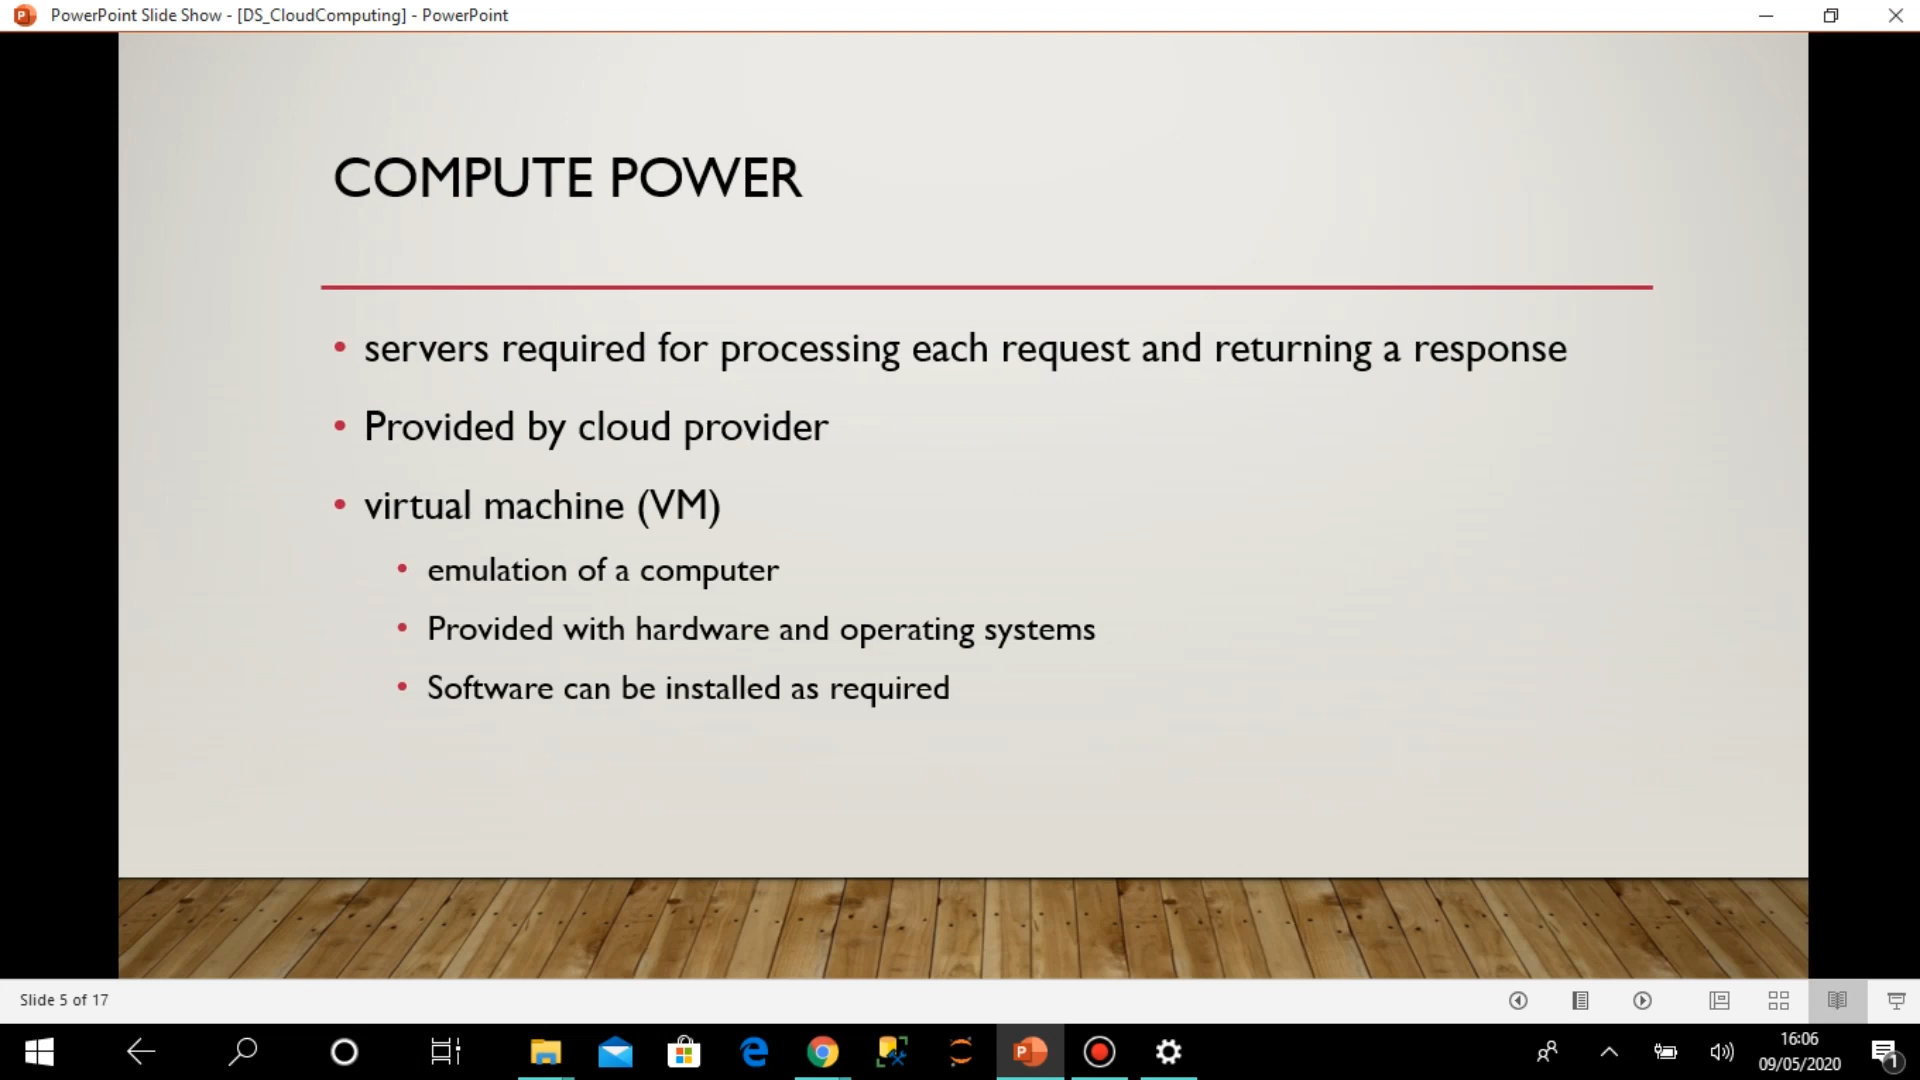 PowerPoint Slide Show - [DS_CloudComputing] - PowerPoint
COMPUTE POWER
• servers required for processing each request and returning a response
• Provided by cloud provider
• virtual machine (VM)
• emulation of a computer
• Provided with hardware and operating systems
• Software can be installed as required
Slide 5 of 17
16:06
09/05/2020
1